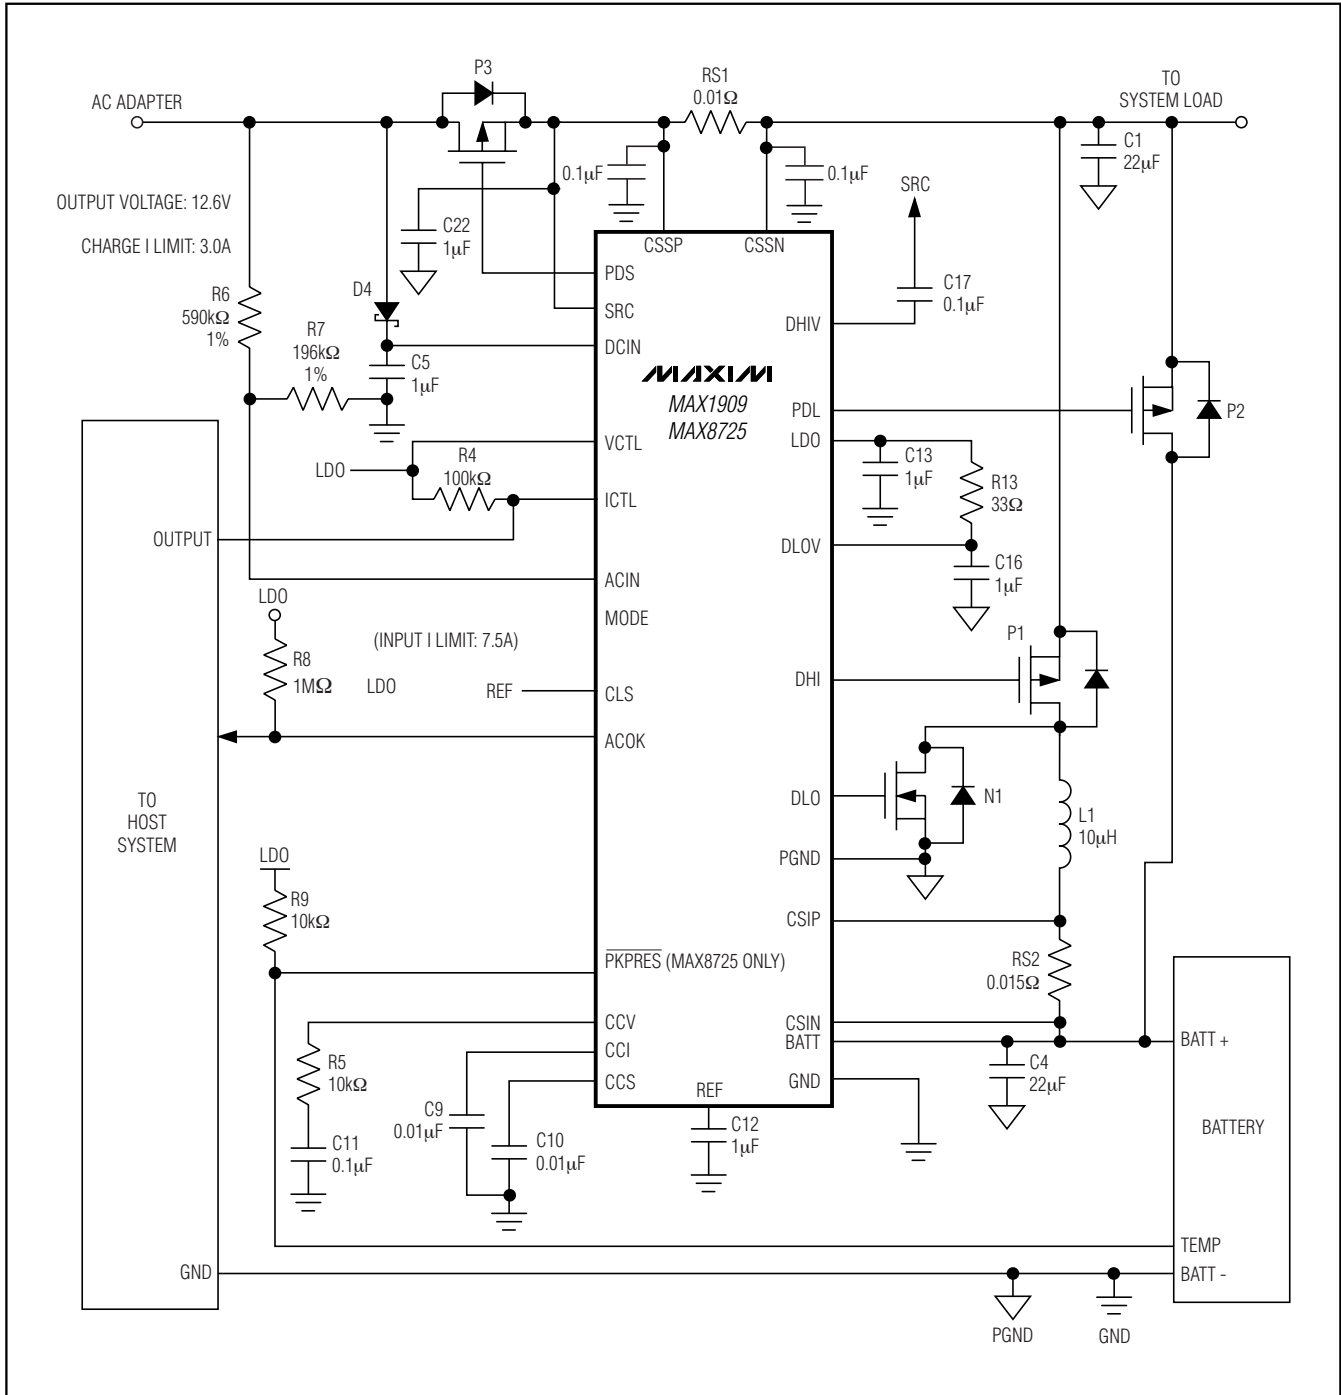 P3
RS1
0.01Ω
TO
SYSTEM LOAD
AC ADAPTER
C1
22µF
0.1µF
0.1µF
SRC
OUTPUT VOLTAGE: 12.6V
C22
1µF
CHARGE I LIMIT: 3.0A
CSSP
CSSN
PDS
SRC
DCIN
C17
0.1µF
DHIV
D4
R6
590kΩ
1%
R7
196kΩ
1%
C5
1µF
MAXIM
MAX1909
MAX8725
PDL
P2
LDO
VCTL
LDO
R4
100kΩ
ICTL
C13
1µF
R13
33Ω
OUTPUT
DLOV
C16
1µF
ACIN
LDO
MODE
(INPUT I LIMIT: 7.5A)
P1
R8
1MΩ
LDO
REF
CLS
DHI
ACOK
TO
HOST
SYSTEM
DLO
N1
L1
10µH
PGND
LDO
R9
10kΩ
CSIP
PKPRES (MAX8725 ONLY)
RS2
0.015Ω
CCV
CCI
CCS
CSIN
BATT
GND
BATT +
R5
10kΩ
C4
22µF
REF
C9
0.01µF
C10
0.01µF
C11
0.1µF
C12
1µF
BATTERY
TEMP
GND
BATT -
PGND
GND